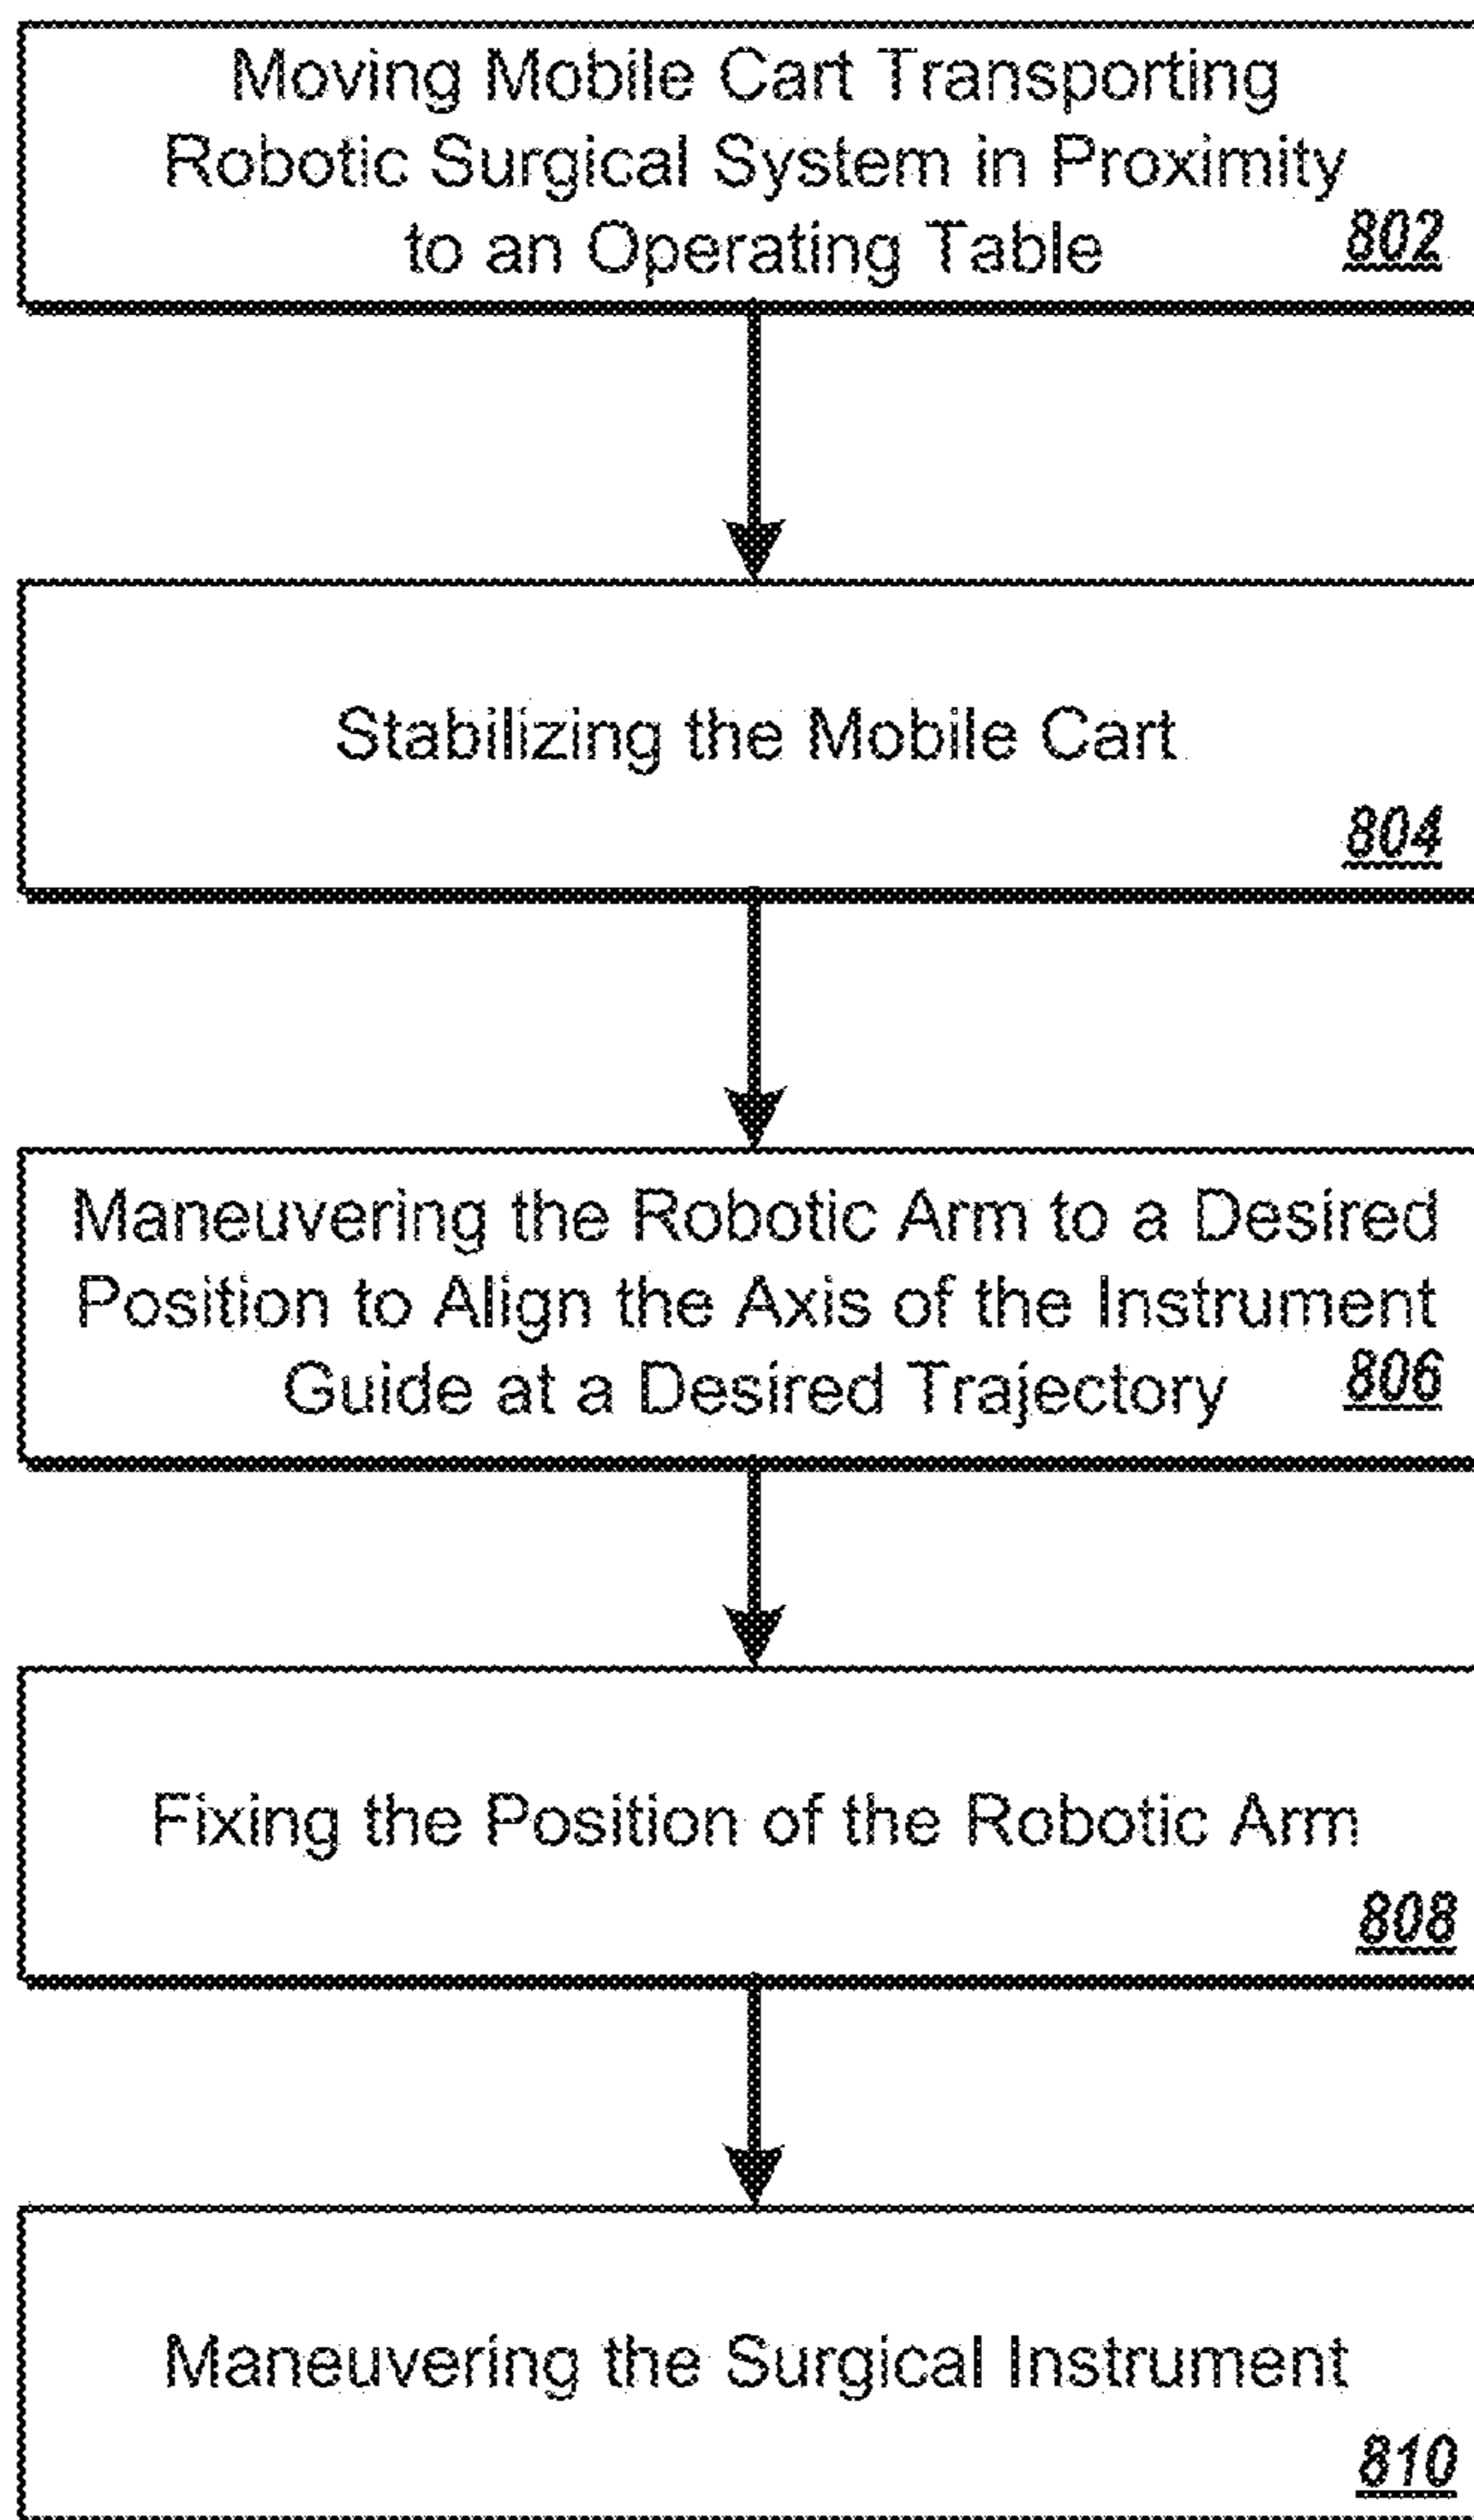 Moving Mobile Cart Transporting
Robotic Surgical System in Proximity
to an Operating Table 802
Stabilizing the Mobile Cart
804
Maneuvering the Robotic Arm to a Desired
Position to Align the Axis of the Instrument
Guide at a Desired Trajectory 806
Fixing the Position of the Robotic Arm
808
Maneuvering the Surgical Instrument
810